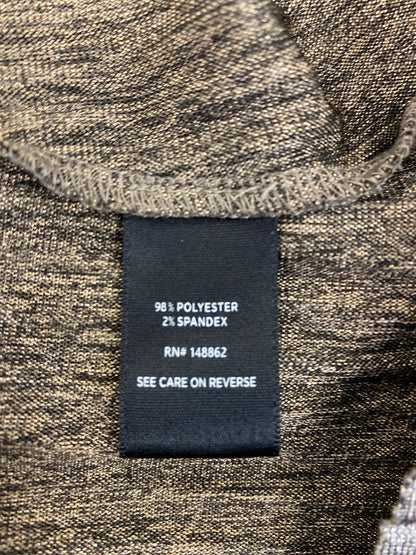 98% POLYESTER
2% SPANDEX
RN# 148862
SEE CARE ON REVERSE